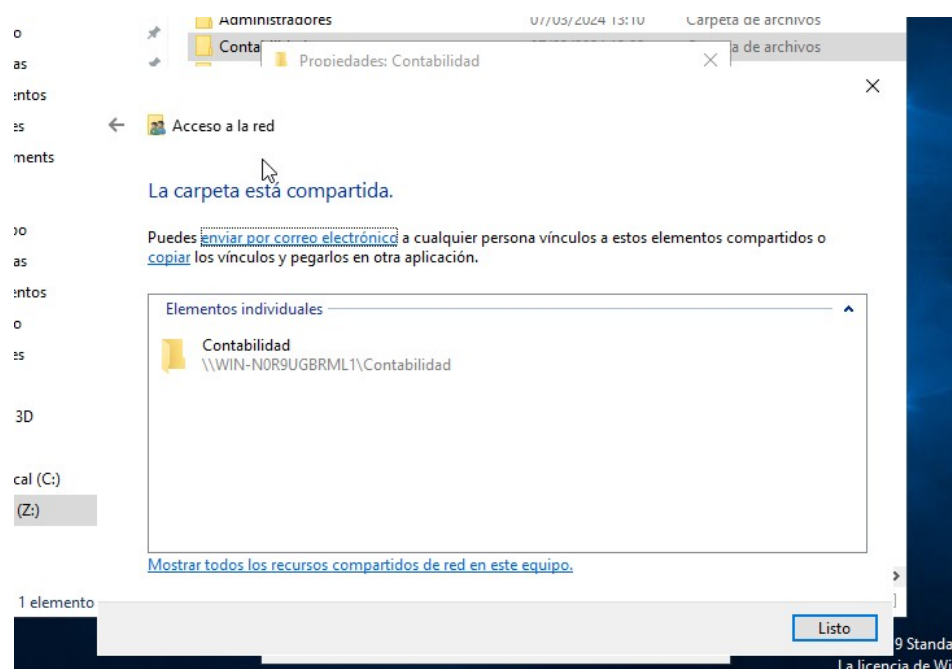 Administradores 07/03/2024 13:10 Carpeta de archivos
Conta a de archivos
Propiedades: Contabilidad
o
as
entos
es
ments
Acceso a la red
La carpeta está compartida.
po
as
entos
o
es
3D
cal (C:)
(Z:)
Puedes enviar por correo electrónico a cualquier persona vínculos a estos elementos compartidos o
copiar los vínculos y pegarlos en otra aplicación.
Elementos individuales
Contabilidad
\\WIN-N0R9UGBRML1\Contabilidad
Mostrar todos los recursos compartidos de red en este equipo.
1 elemento
Listo
9 Standa
La licencia de Wi